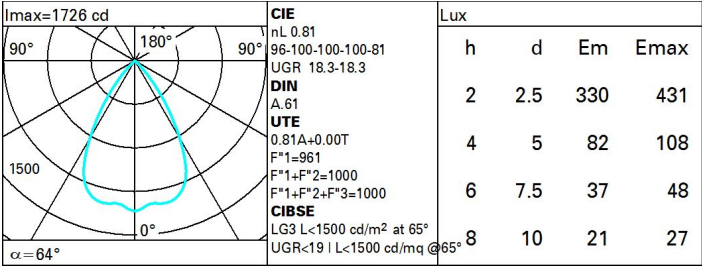 Imax=1726 cd
90° 180° 90°
1500
0°
α=64°
CIE
nL 0.81
96-100-100-100-81
UGR 18.3-18.3
DIN
A.61
UTE
0.81A+0.00T
F"1=961
F"1+F"2=1000
F"1+F"2+F"3=1000
CIBSE
LG3 L<1500 cd/m² at 65°
UGR<19 | L<1500 cd/mq @65°
Lux
h d Em Emax
2 2.5 330 431
4 5 82 108
6 7.5 37 48
8 10 21 27